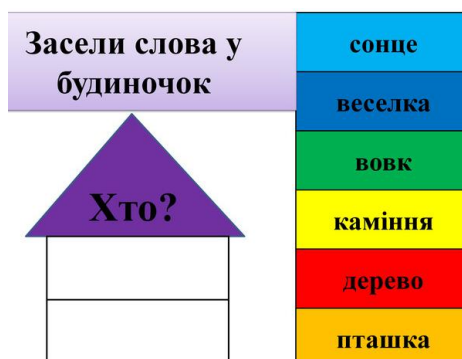 Засели слова у
будиночок
Хто?
сонце
веселка
вовк
каміння
дерево
пташка